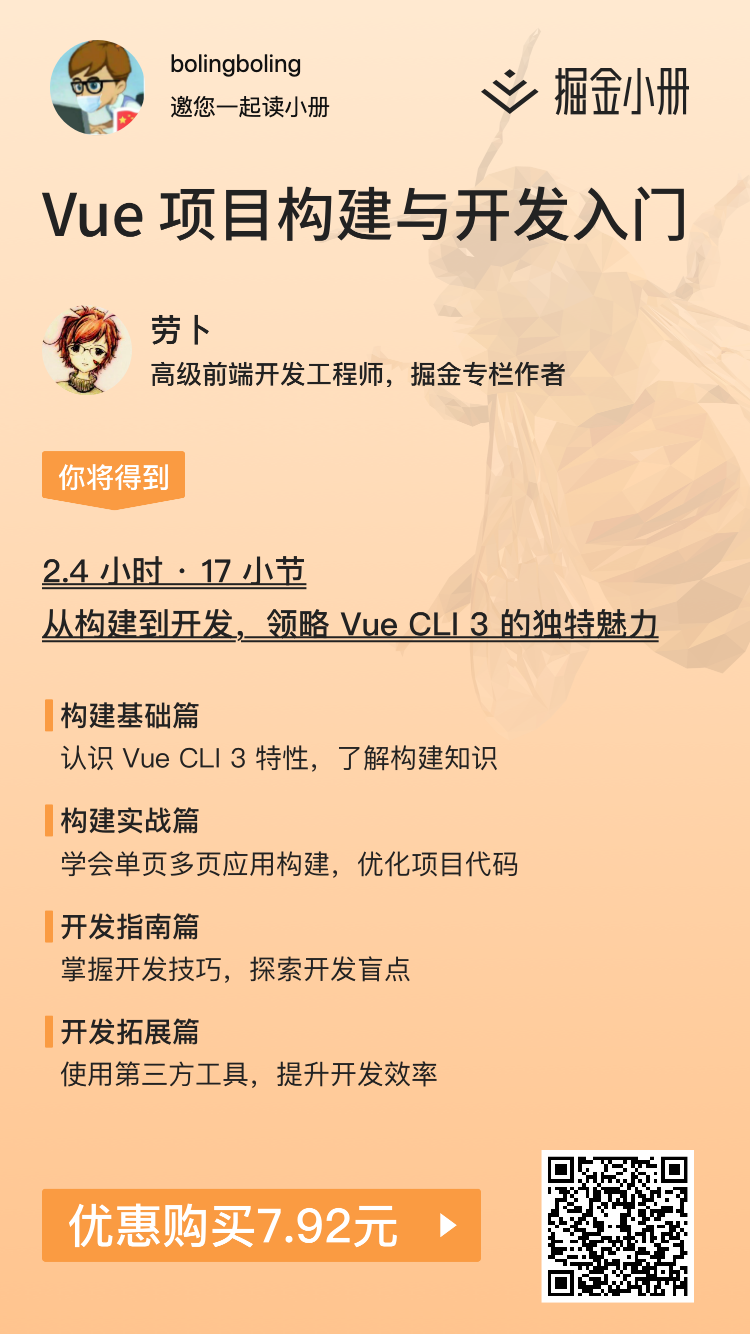 bolingboling
邀您一起读小册
掘金小册
Vue 项目构建与开发入门
劳卜
高级前端开发工程师，掘金专栏作者
你将得到
2.4 小时 · 17 小节
从构建到开发，领略 Vue CLI 3 的独特魅力
构建基础篇
认识 Vue CLI 3 特性，了解构建知识
构建实战篇
学会单页多页应用构建，优化项目代码
开发指南篇
掌握开发技巧，探索开发盲点
开发拓展篇
使用第三方工具，提升开发效率
优惠购买7.92元